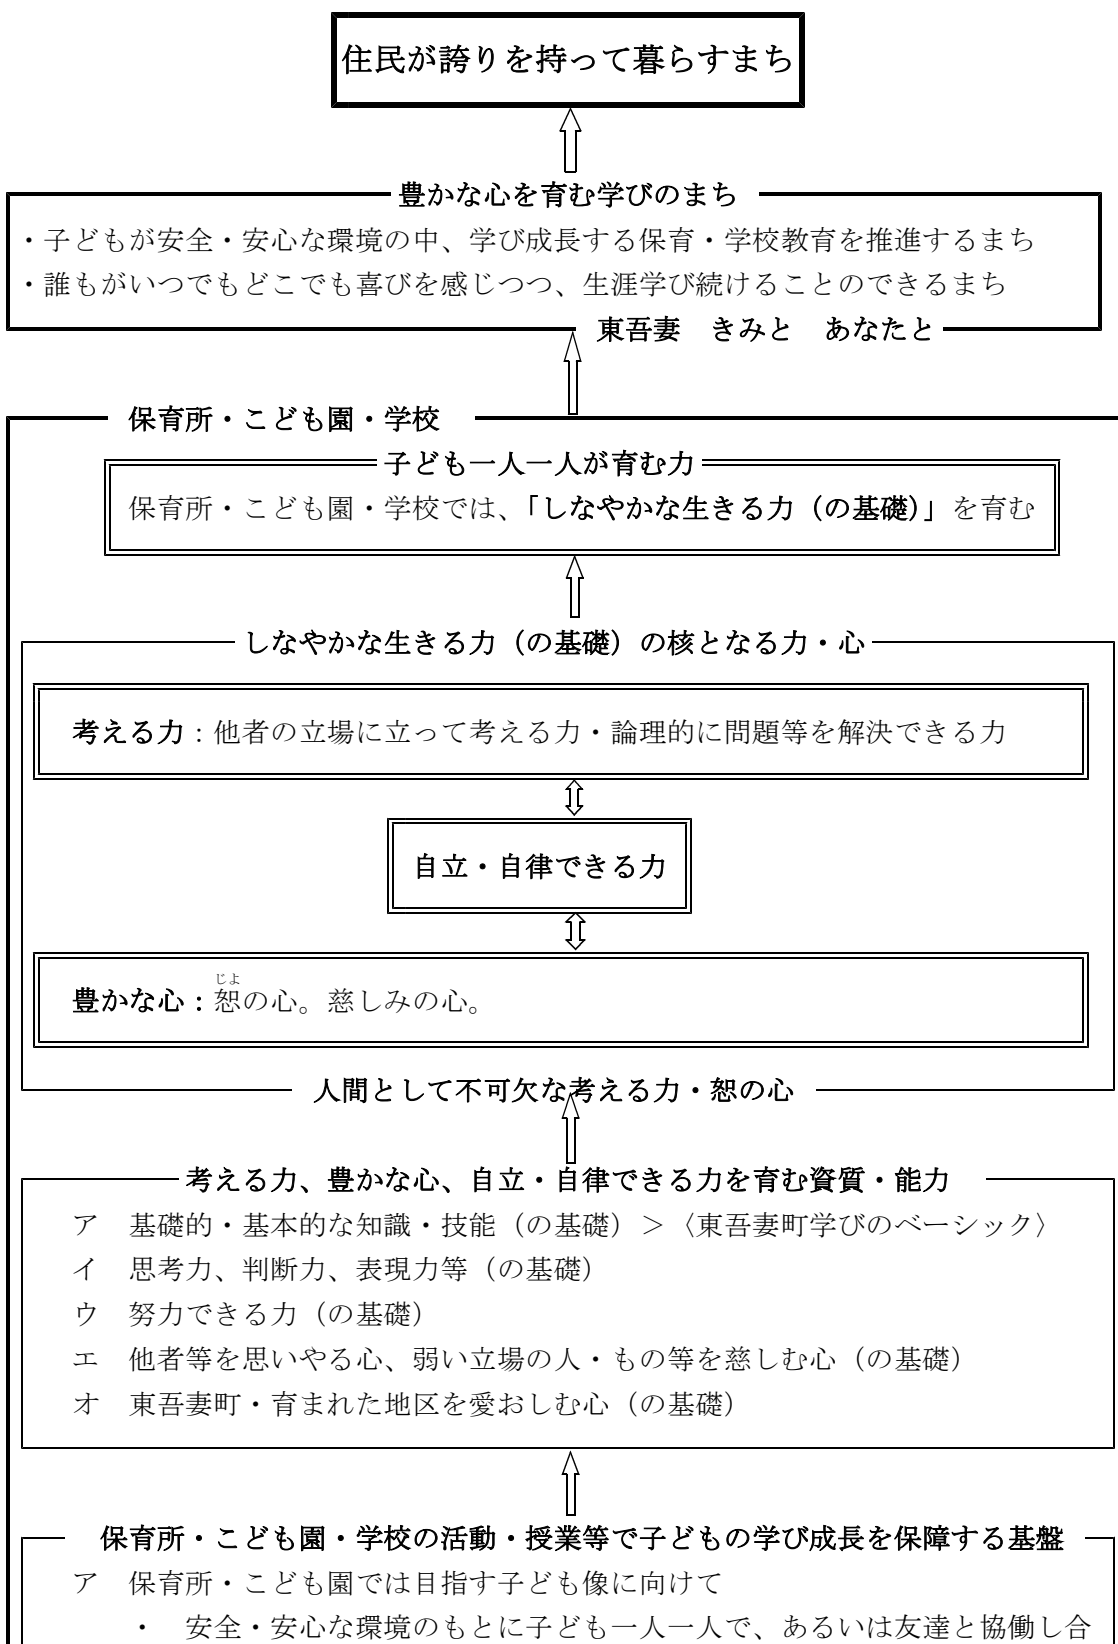 住民が誇りを持って暮らすまち
豊かな心を育む学びのまち
・子どもが安全・安心な環境の中、学び成長する保育・学校教育を推進するまち
・誰もがいつでもどこでも喜びを感じつつ、生涯学び続けることのできるまち
東吾妻　きみと　あなたと
保育所・こども園・学校
子ども一人一人が育む力
保育所・こども園・学校では、「しなやかな生きる力（の基礎）」を育む
しなやかな生きる力（の基礎）の核となる力・心
考える力：他者の立場に立って考える力・論理的に問題等を解決できる力
自立・自律できる力
じよ
豊かな心：恕の心。慈しみの心。
人間として不可欠な考える力・恕の心
考える力、豊かな心、自立・自律できる力を育む資質・能力
ア　基礎的・基本的な知識・技能（の基礎）＞〈東吾妻町学びのベーシック〉
イ　思考力、判断力、表現力等（の基礎）
ウ　努力できる力（の基礎）
エ　他者等を思いやる心、弱い立場の人・もの等を慈しむ心（の基礎）
オ　東吾妻町・育まれた地区を愛おしむ心（の基礎）
保育所・こども園・学校の活動・授業等で子どもの学び成長を保障する基盤
ア　保育所・こども園では目指す子ども像に向けて
・　安全・安心な環境のもとに子ども一人一人で、あるいは友達と協働し合